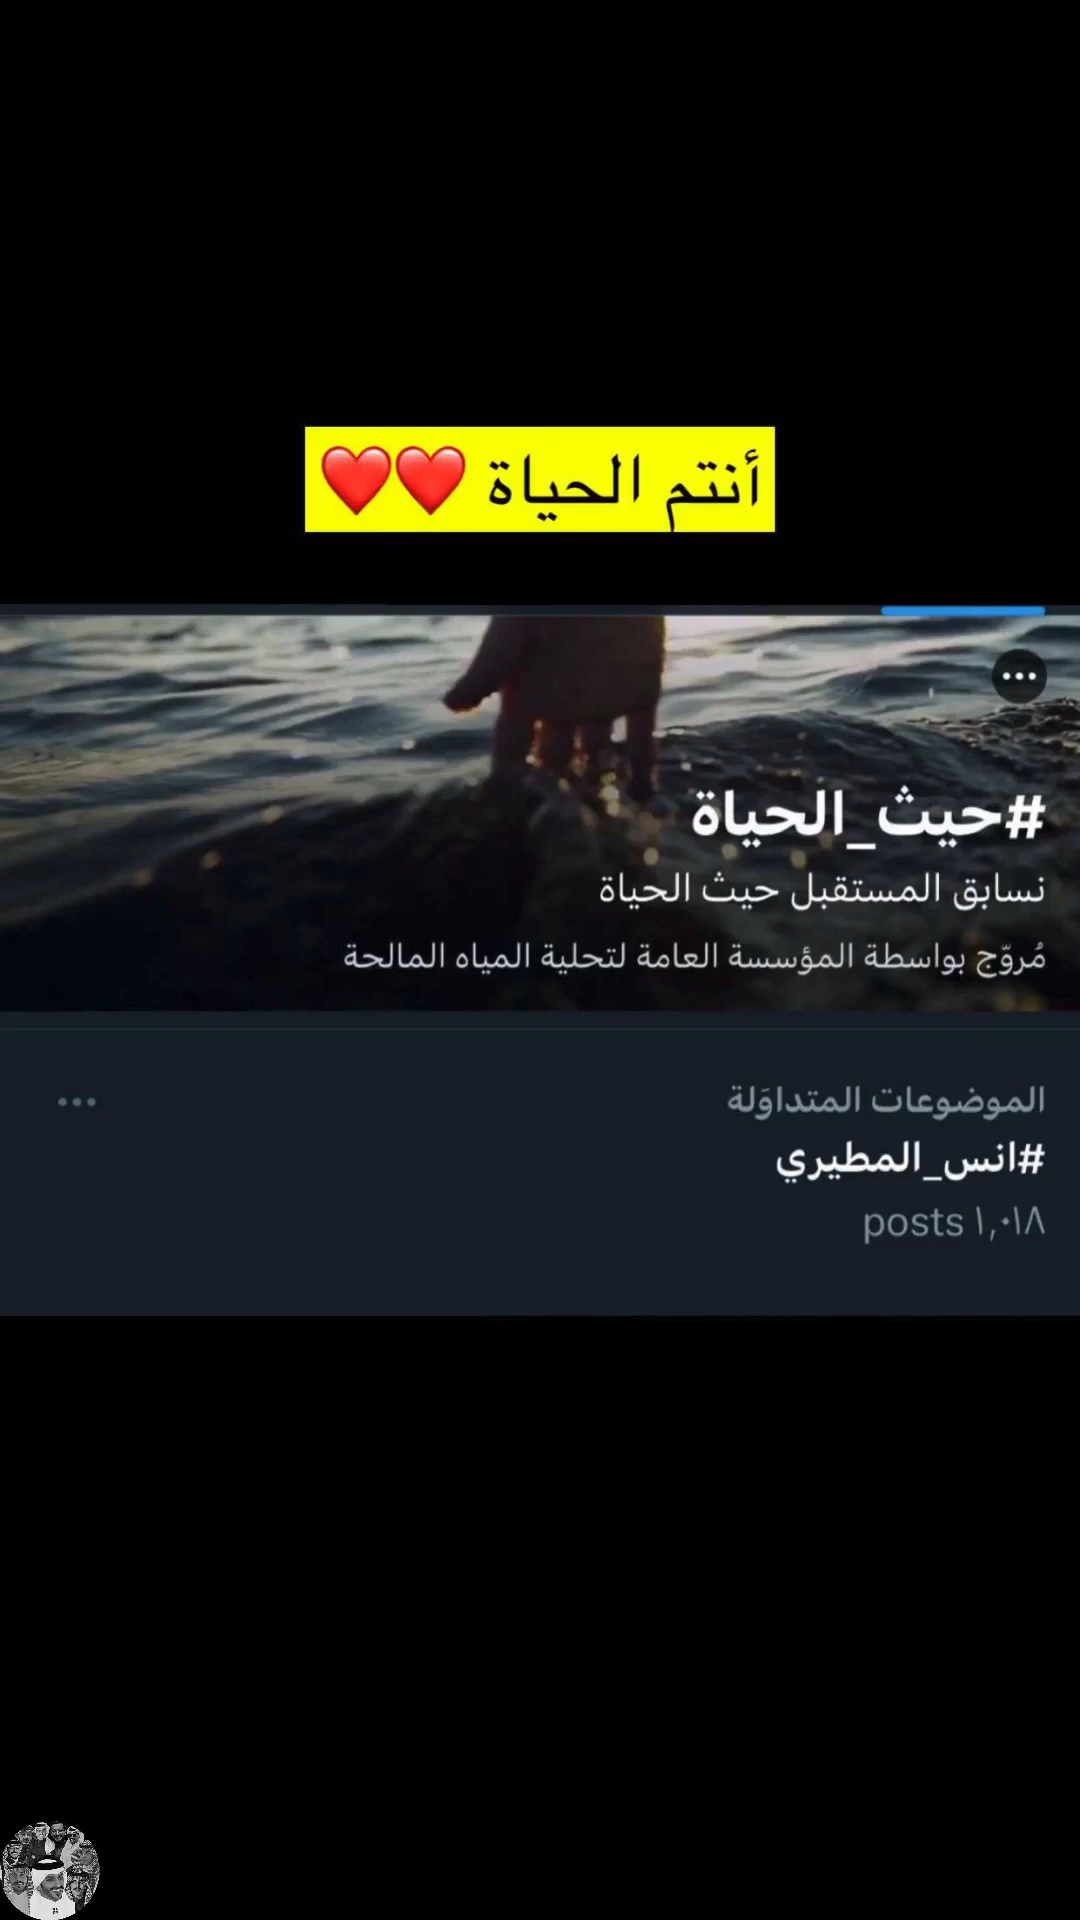 أنتم الحياة ❤️❤️
#حيث_الحياة
نسابق المستقبل حيث الحياة
مُروّج بواسطة المؤسسة العامة لتحلية المياه المالحة
الموضوعات المتداوَلة
#انس_المطيري
١,٠١٨ posts